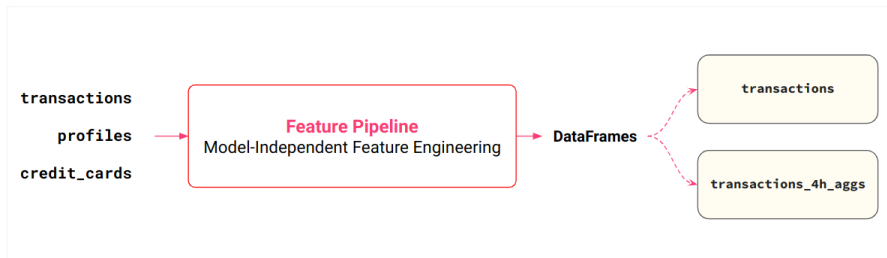 transactions
profiles
credit_cards
Feature Pipeline
Model-Independent Feature Engineering
DataFrames
transactions
transactions_4h_aggs